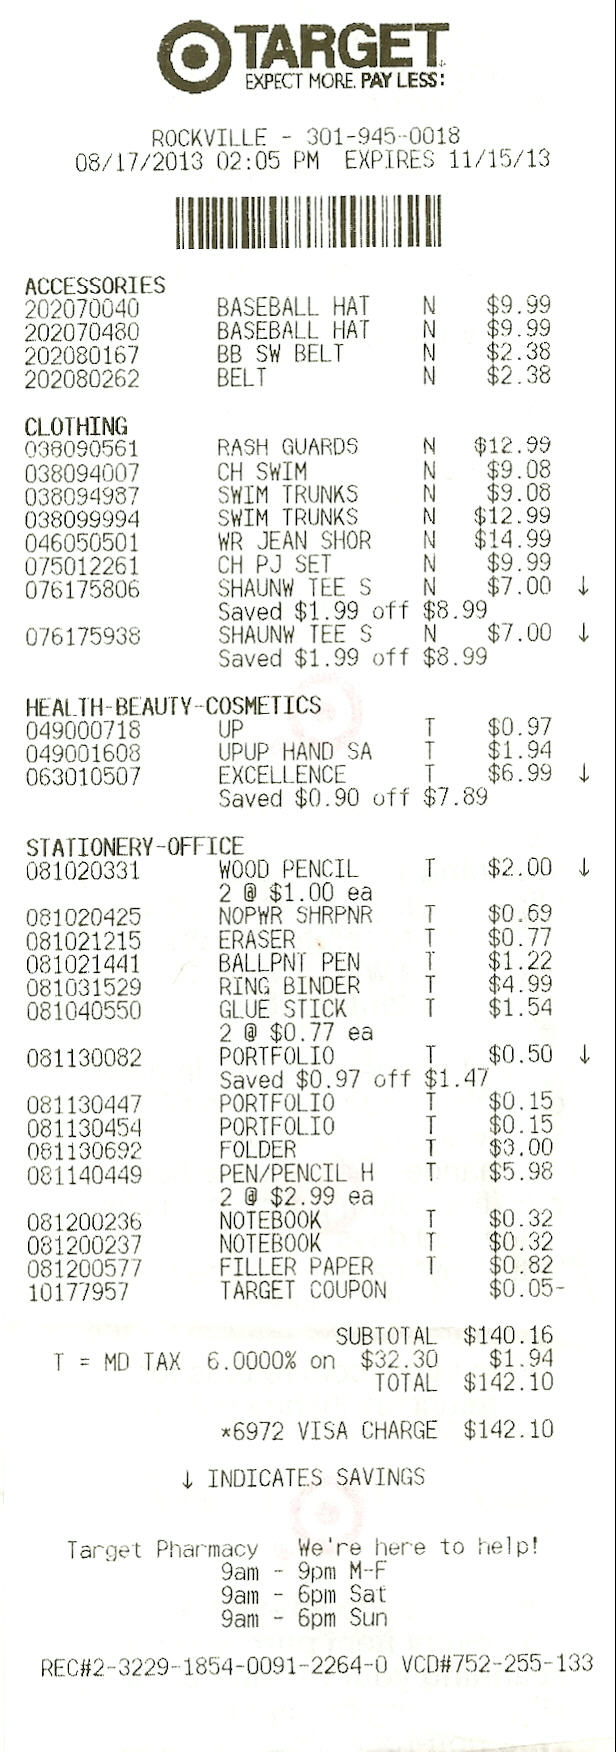 TARGET
EXPECT MORE. PAY LESS.
ROCKVILLE - 301-945-0018
08/17/2013 02:05 PM EXPIRES 11/15/13
ACCESSORIES
202070040 BASEBALL HAT N $9.99
202070480 BASEBALL HAT N $9.99
202080167 BB SW BELT N $2.38
202080262 BELT N $2.38
CLOTHING
038090561 RASH GUARDS N $12.99
038094007 CH SWIM N $9.08
038094987 SWIM TRUNKS N $9.08
038099994 SWIM TRUNKS N $12.99
046050501 WR JEAN SHOR N $14.99
075012261 CH PJ SET N $9.99
076175806 SHAUNW TEE S N $7.00 ↓
Saved $1.99 off $8.99
076175938 SHAUNW TEE S N $7.00 ↓
Saved $1.99 off $8.99
HEALTH-BEAUTY-COSMETICS
049000718 UP T $0.97
049001608 UPUP HAND SA T $1.94
063010507 EXCELLENCE T $6.99 ↓
Saved $0.90 off $7.89
STATIONERY-OFFICE
081020331 WOOD PENCIL T $2.00 ↓
2 @ $1.00 ea
081020425 NOPWR SHRPNR T $0.69
081021215 ERASER T $0.77
081021441 BALLPNT PEN T $1.22
081031529 RING BINDER T $4.99
081040550 GLUE STICK T $1.54
2 @ $0.77 ea
081130082 PORTFOLIO T $0.50 ↓
Saved $0.97 off $1.47
081130447 PORTFOLIO T $0.15
081130454 PORTFOLIO T $0.15
081130692 FOLDER T $3.00
081140449 PEN/PENCIL H T $5.98
2 @ $2.99 ea
081200236 NOTEBOOK T $0.32
081200237 NOTEBOOK T $0.32
081200577 FILLER PAPER T $0.82
10177957 TARGET COUPON $0.05-
SUBTOTAL $140.16
T = MD TAX 6.0000% on $32.30 $1.94
TOTAL $142.10
*6972 VISA CHARGE $142.10
↓ INDICATES SAVINGS
Target Pharmacy We're here to help!
9am - 9pm M-F
9am - 6pm Sat
9am - 6pm Sun
REC#2-3229-1854-0091-2264-0 VCD#752-255-133